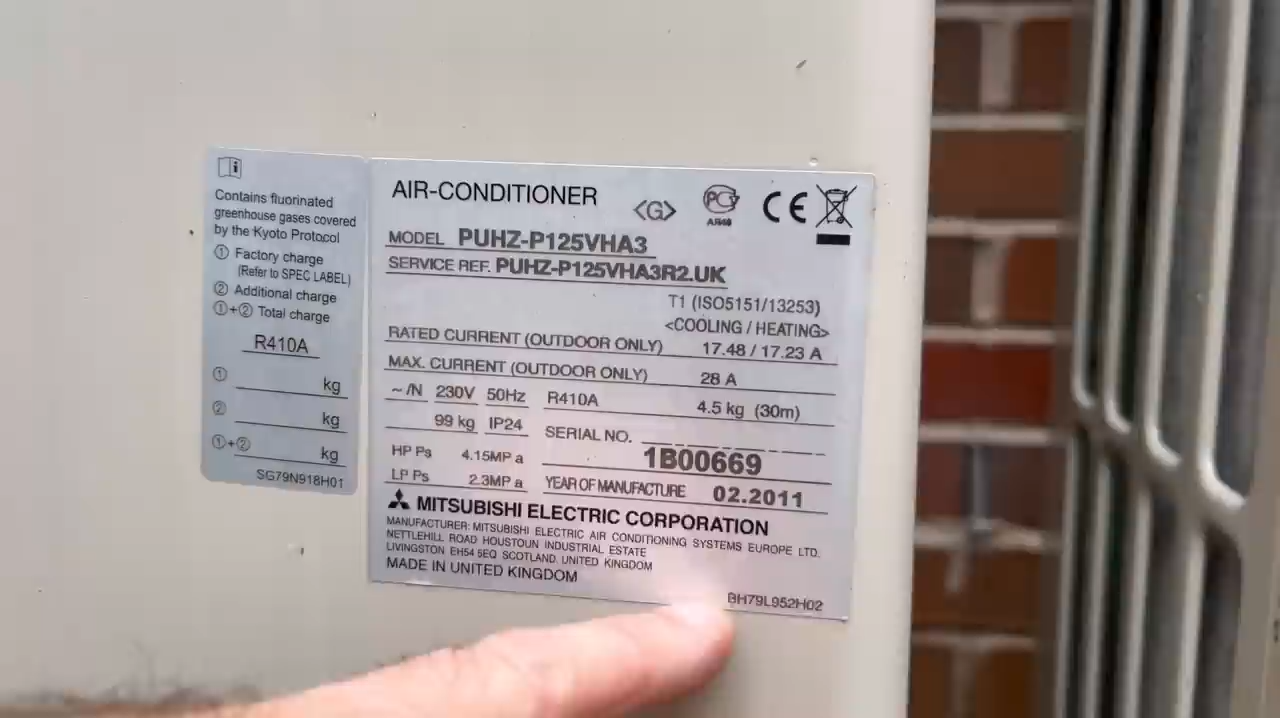 Contains fluorinated
greenhouse gases covered
by the Kyoto Protocol
① Factory charge
(Refer to SPEC LABEL)
② Additional charge
①+② Total charge
R410A
① kg
② kg
①+② kg
SG79N918H01
AIR-CONDITIONER
<G> CE
MODEL PUHZ-P125VHA3
SERVICE REF. PUHZ-P125VHA3R2.UK
T1 (ISO5151/13253)
<COOLING / HEATING>
RATED CURRENT (OUTDOOR ONLY) 17.48 / 17.23 A
MAX. CURRENT (OUTDOOR ONLY) 28 A
~ /N 230V 50Hz R410A 4.5 kg (30m)
99 kg IP24 SERIAL NO.
1B00669
HP Ps 4.15MPa
LP Ps 2.3MPa YEAR OF MANUFACTURE 02.2011
MITSUBISHI ELECTRIC CORPORATION
MANUFACTURER: MITSUBISHI ELECTRIC AIR CONDITIONING SYSTEMS EUROPE LTD.
NETTLEHILL ROAD HOUSTOUN INDUSTRIAL ESTATE
LIVINGSTON EH54 5EQ SCOTLAND. UNITED KINGDOM
MADE IN UNITED KINGDOM
BH79L952H02